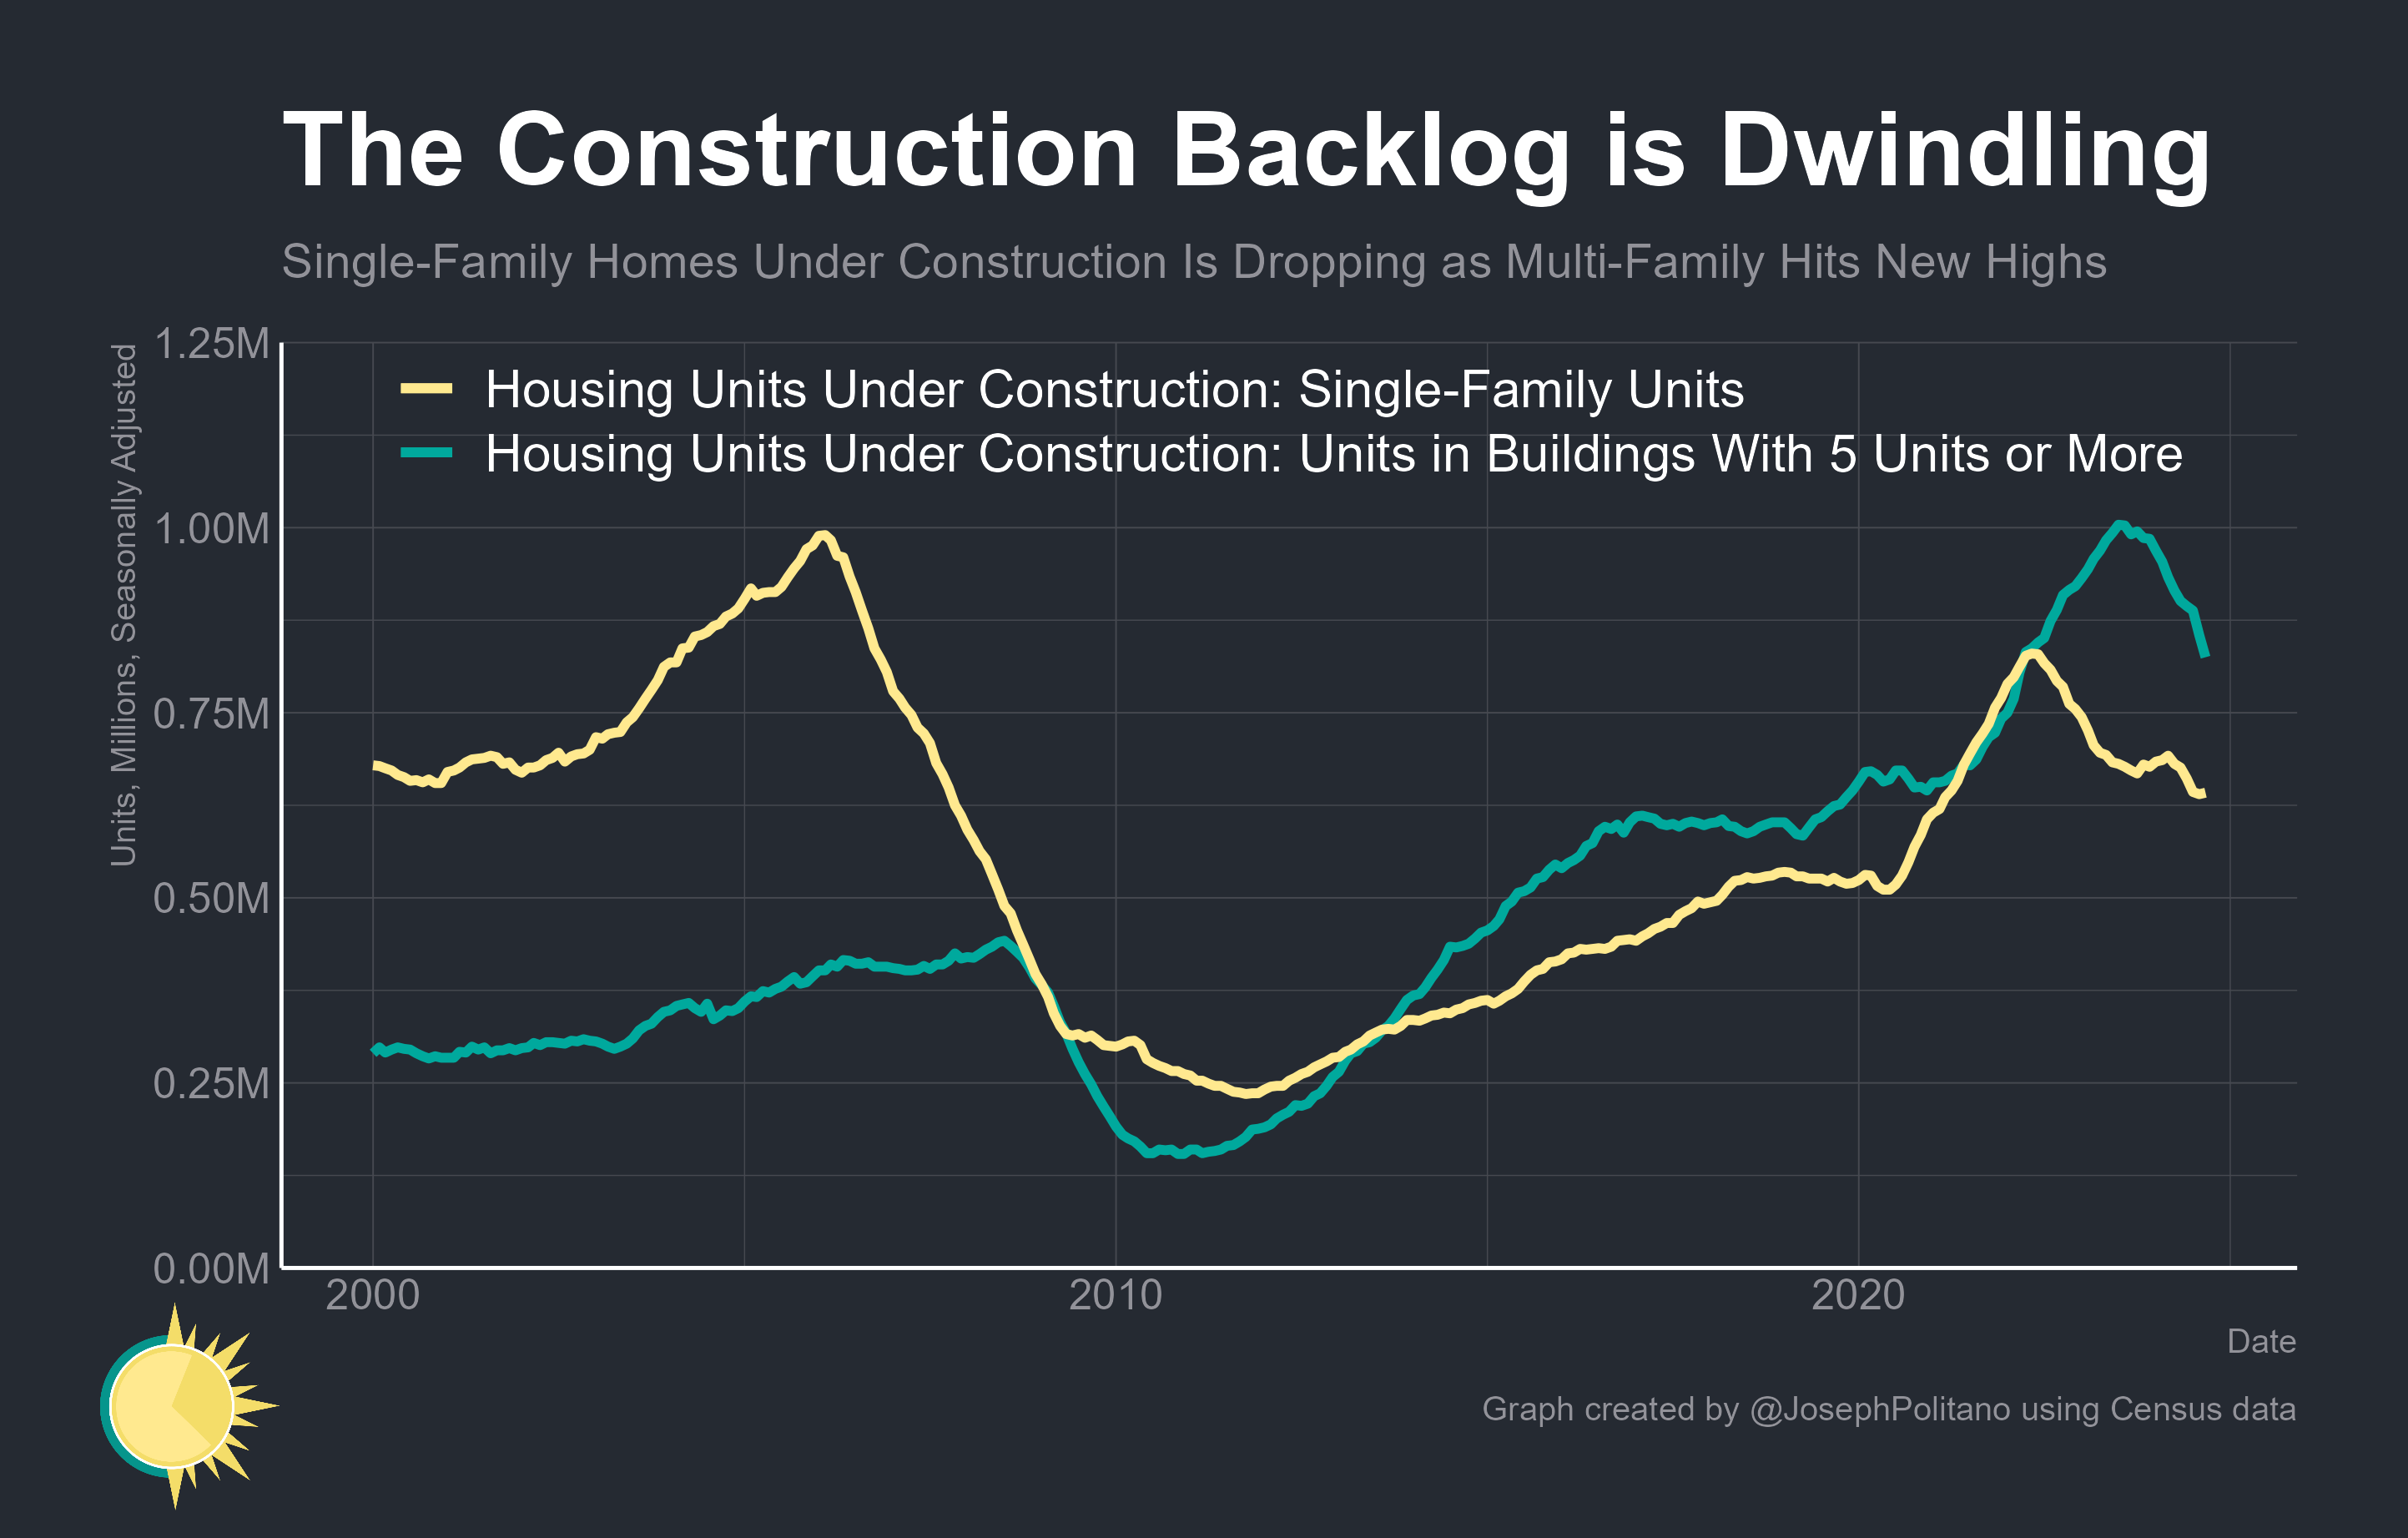 The Construction Backlog is Dwindling
Single-Family Homes Under Construction Is Dropping as Multi-Family Hits New Highs
Units, Millions, Seasonally Adjusted
1.25M
1.00M
0.75M
0.50M
0.25M
0.00M
Housing Units Under Construction: Single-Family Units
Housing Units Under Construction: Units in Buildings With 5 Units or More
2000
2010
2020
Date
Graph created by @JosephPolitano using Census data